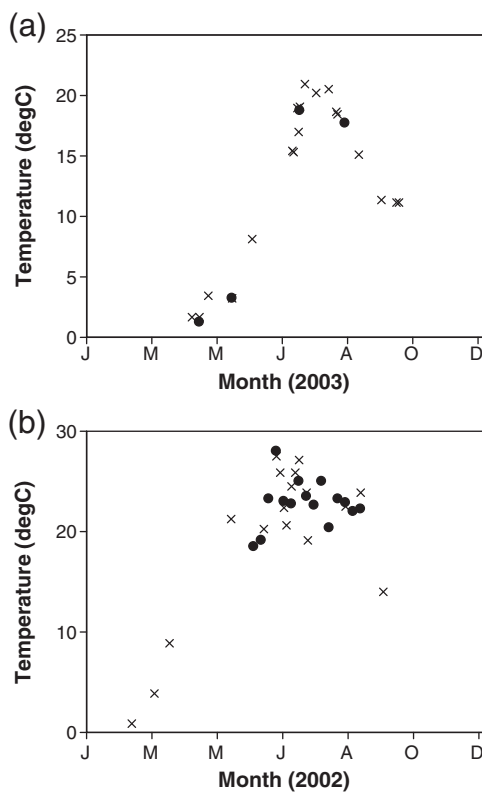 (a)
25
20
15
10
5
0
Temperature (degC)
J M M J A O D
Month (2003)
(b)
30
20
10
0
Temperature (degC)
J M M J A O D
Month (2002)